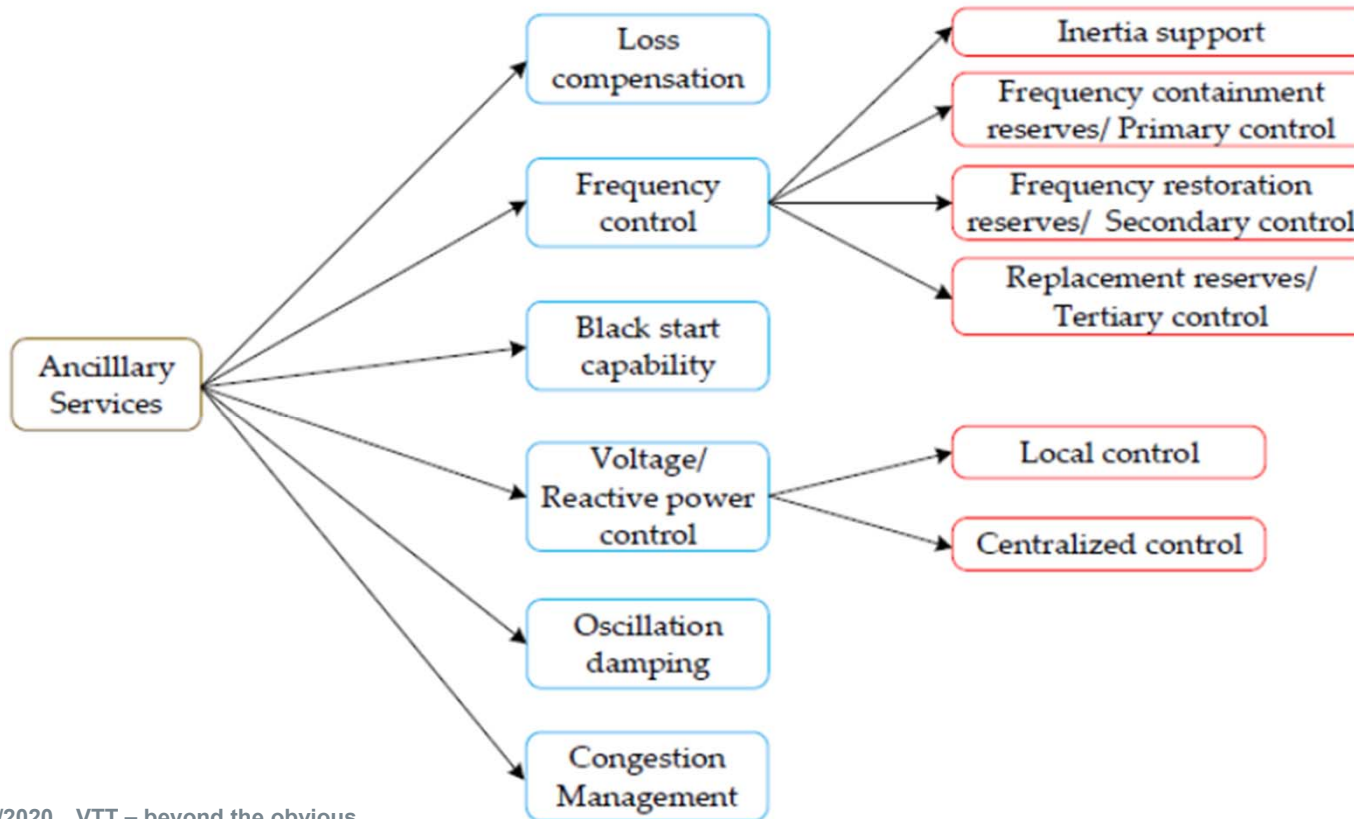 Ancilllary
Services
Loss
compensation
Frequency
control
Black start
capability
Voltage/
Reactive power
control
Oscillation
damping
Congestion
Management
Inertia support
Frequency containment
reserves/ Primary control
Frequency restoration
reserves/ Secondary control
Replacement reserves/
Tertiary control
Local control
Centralized control
/2020 VTT – beyond the obvious